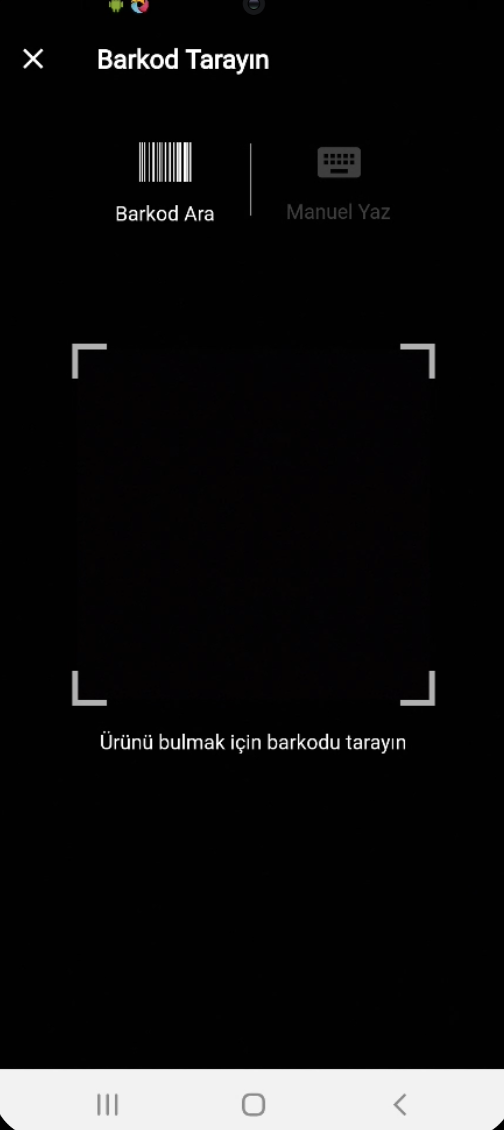 Barkod Tarayın
Barkod Ara
Manuel Yaz
Ürünü bulmak için barkodu tarayın